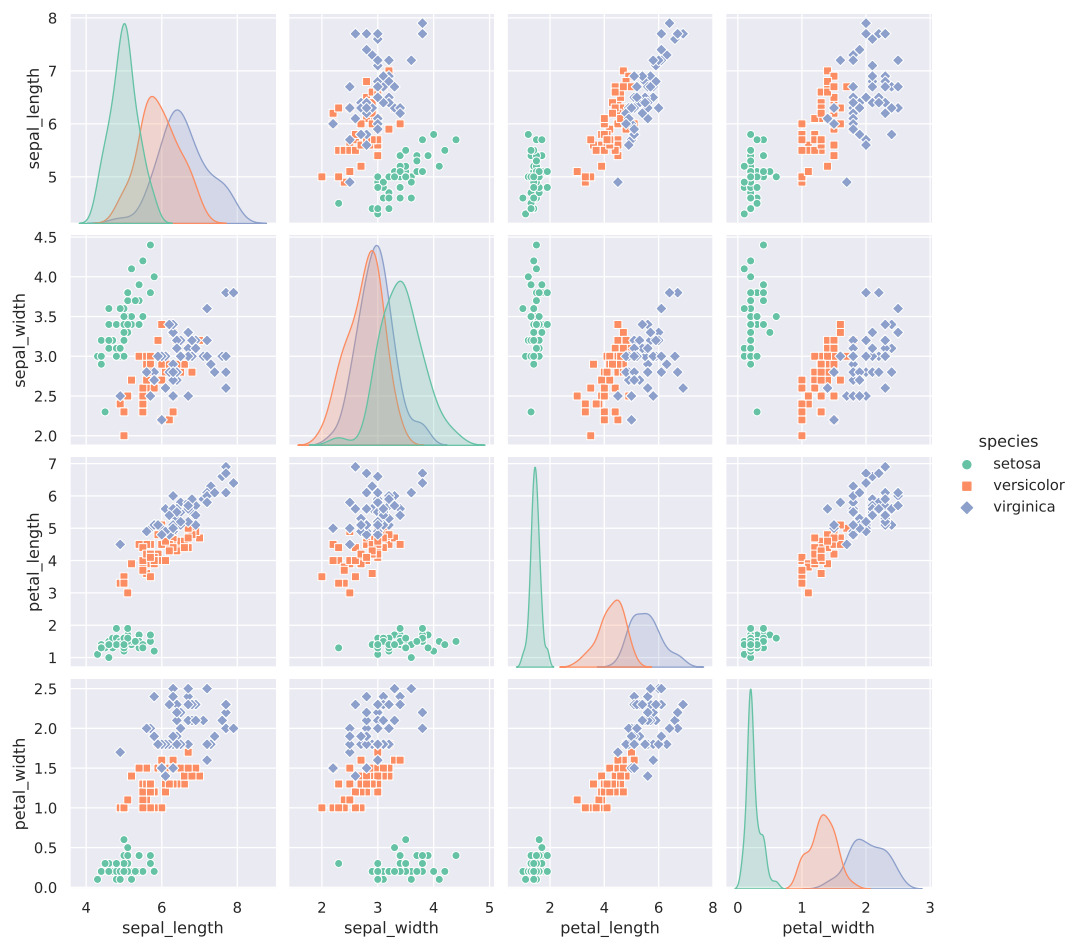 sepal_length
8
7
6
5
sepal_width
4.5
4.0
3.5
3.0
2.5
2.0
species
setosa
versicolor
virginica
petal_length
7
6
5
4
3
2
1
petal_width
2.5
2.0
1.5
1.0
0.5
0.0
4 6 8
2 3 4 5
2 4 6 8
0 1 2 3
sepal_length
sepal_width
petal_length
petal_width